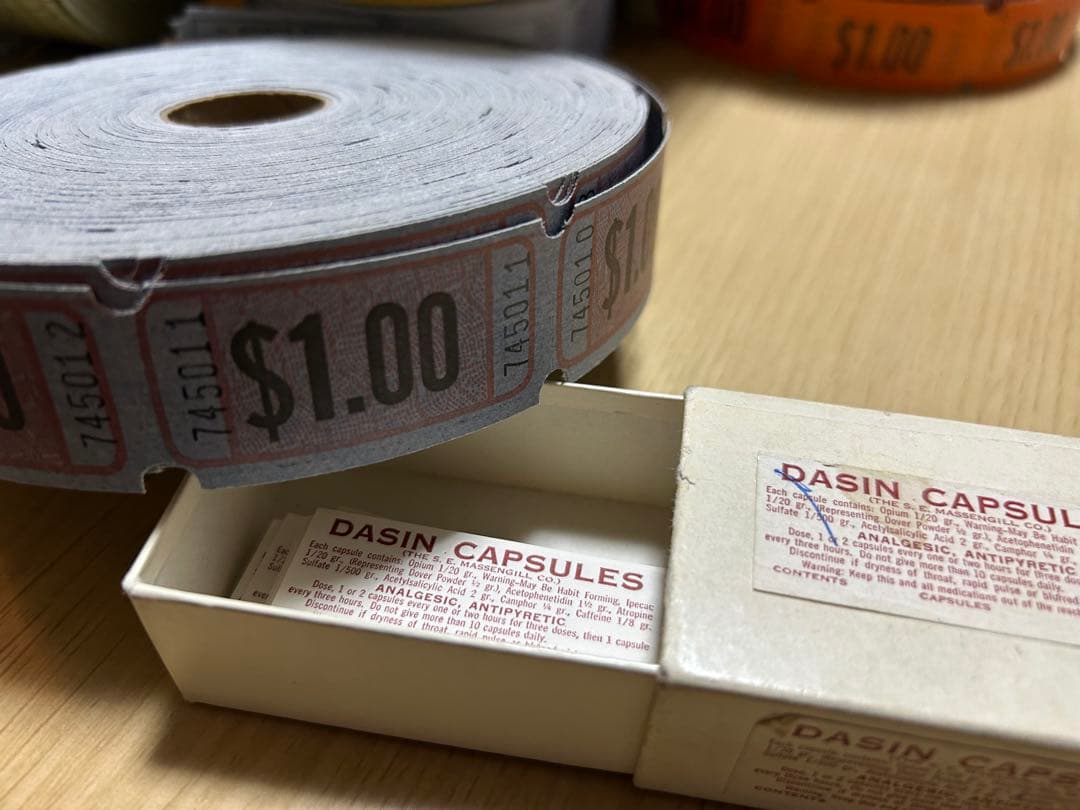 $1.00
$1.00
745012
745011
$1.00
745011
745010
$1.0
DASIN CAPSULES
(THE S. E. MASSENGILL CO.)
Each capsule contains: Opium 1/20 gr., Warning-May Be Habit Forming, Ipecac
1/20 gr. (Representing Dover Powder ½ gr.), Acetophenetidin 1½ gr., Atropine
Sulfate 1/500 gr., Acetylsalicylic Acid 2 gr., Camphor ¼ gr., Caffeine 1/8 gr.
ANALGESIC, ANTIPYRETIC
Dose, 1 or 2 capsules every one or two hours for three doses, then 1 capsule
every three hours. Do not give more than 10 capsules daily.
Discontinue if dryness of throat, rapid pulse or
DASIN CAPSUL
(THE S. E. MASSENGILL CO.)
Each capsule contains: Opium 1/20 gr., Warning-May Be Habit
1/20 gr. (Representing Dover Powder ½ gr.), Acetophenetidin
Sulfate 1/500 gr., Acetylsalicylic Acid 2 gr., Camphor ¼
ANALGESIC, ANTIPYRETIC
Dose, 1 2 capsules every one or two hours for three do
every three hours. Do not give more than 10 capsules daily.
Discontinue if dryness of throat, rapid pulse or blurred
Warning: Keep this and all medications out of the reach
CONTENTS CAPSULES
DASIN CAPS
CONTENTS